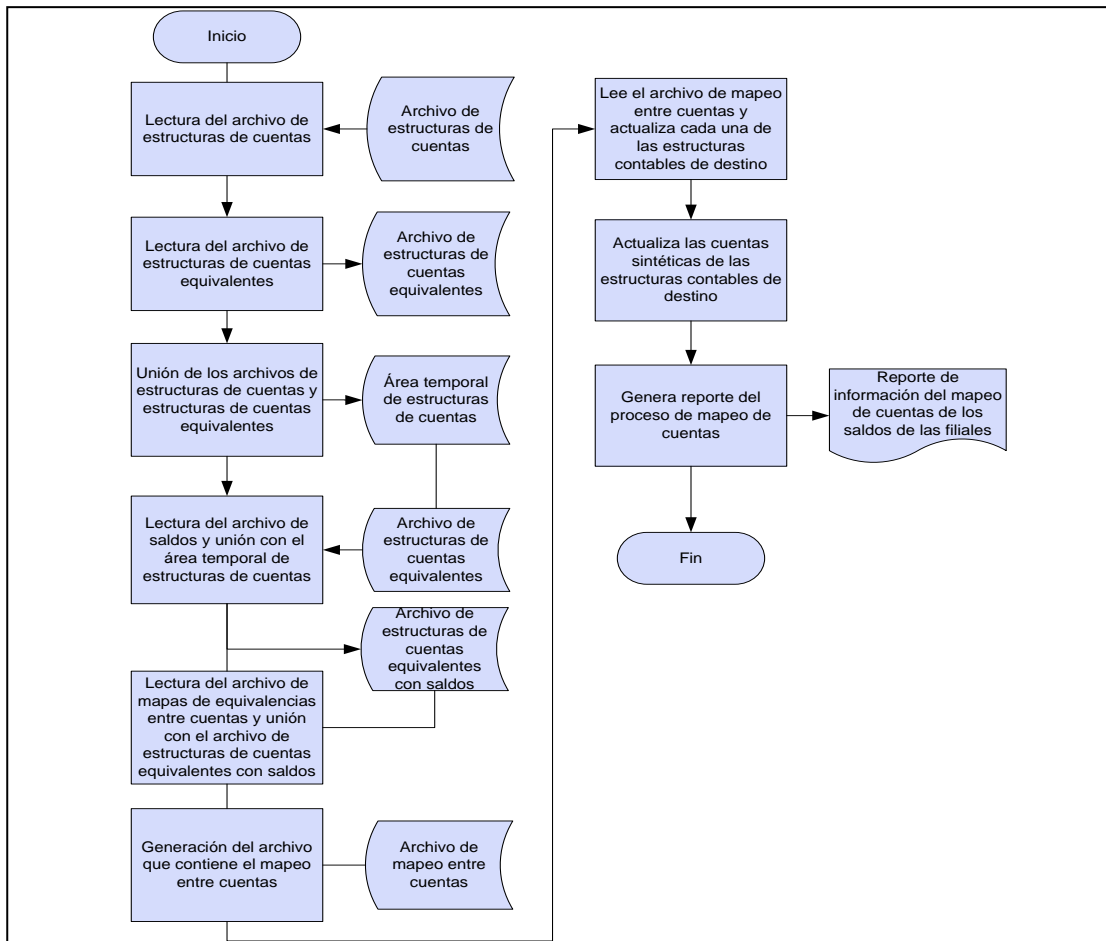 Inicio
Lectura del archivo de
estructuras de cuentas
Archivo de
estructuras de
cuentas
Lectura del archivo de
estructuras de cuentas
equivalentes
Archivo de
estructuras de
cuentas
equivalentes
Unión de los archivos de
estructuras de cuentas y
estructuras de cuentas
equivalentes
Área temporal
de estructuras
de cuentas
Lectura del archivo de
saldos y unión con el
área temporal de
estructuras de cuentas
Archivo de
estructuras de
cuentas
equivalentes
Archivo de
estructuras de
cuentas
equivalentes
con saldos
Lectura del archivo de
mapas de equivalencias
entre cuentas y unión
con el archivo de
estructuras de cuentas
equivalentes con saldos
Generación del archivo
que contiene el mapeo
entre cuentas
Archivo de
mapeo entre
cuentas
Lee el archivo de mapeo
entre cuentas y
actualiza cada una de
las estructuras
contables de destino
Actualiza las cuentas
sintéticas de las
estructuras contables de
destino
Genera reporte del
proceso de mapeo de
cuentas
Reporte de
información del mapeo
de cuentas de los
saldos de las filiales
Fin